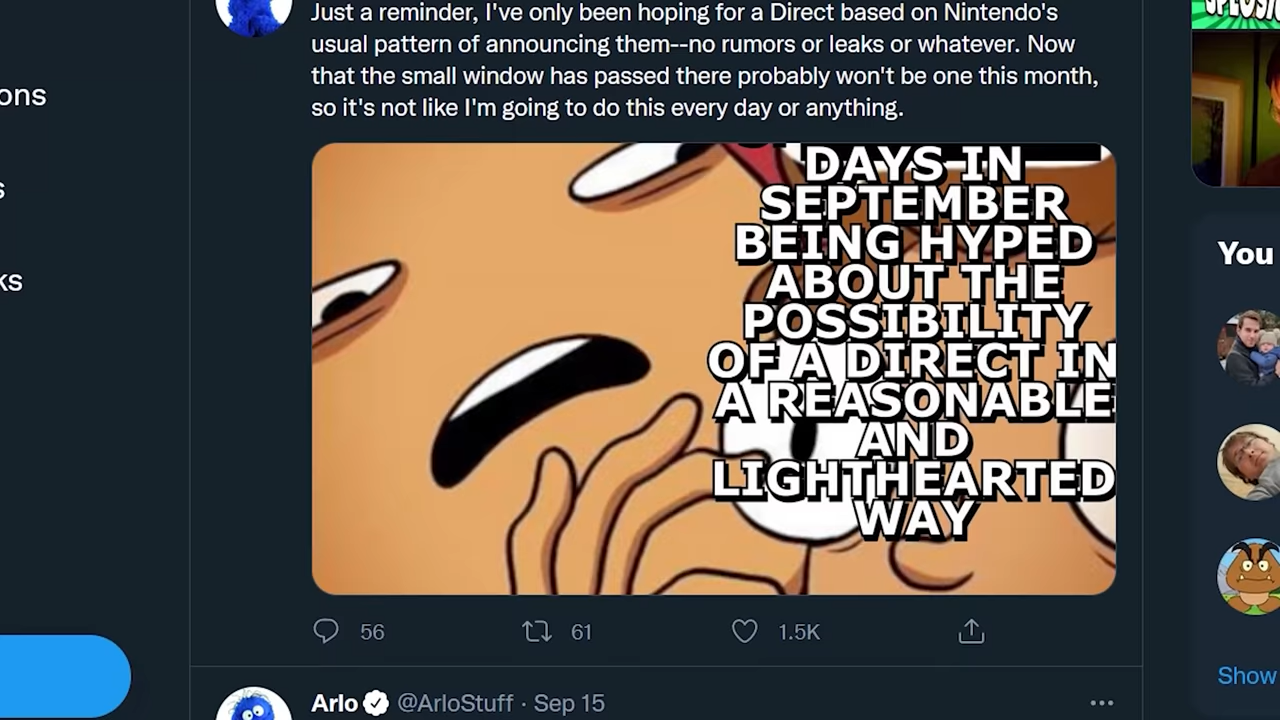 Just a reminder, I've only been hoping for a Direct based on Nintendo's
usual pattern of announcing them--no rumors or leaks or whatever. Now
that the small window has passed there probably won't be one this month,
so it's not like I'm going to do this every day or anything.
ons
s
ks
DAYS IN
SEPTEMBER
BEING HYPED
ABOUT THE
POSSIBILITY
OF A DIRECT IN
A REASONABLE
AND
LIGHTHEARTED
WAY
56 61 1.5K
Arlo @ArloStuff · Sep 15
You
Show